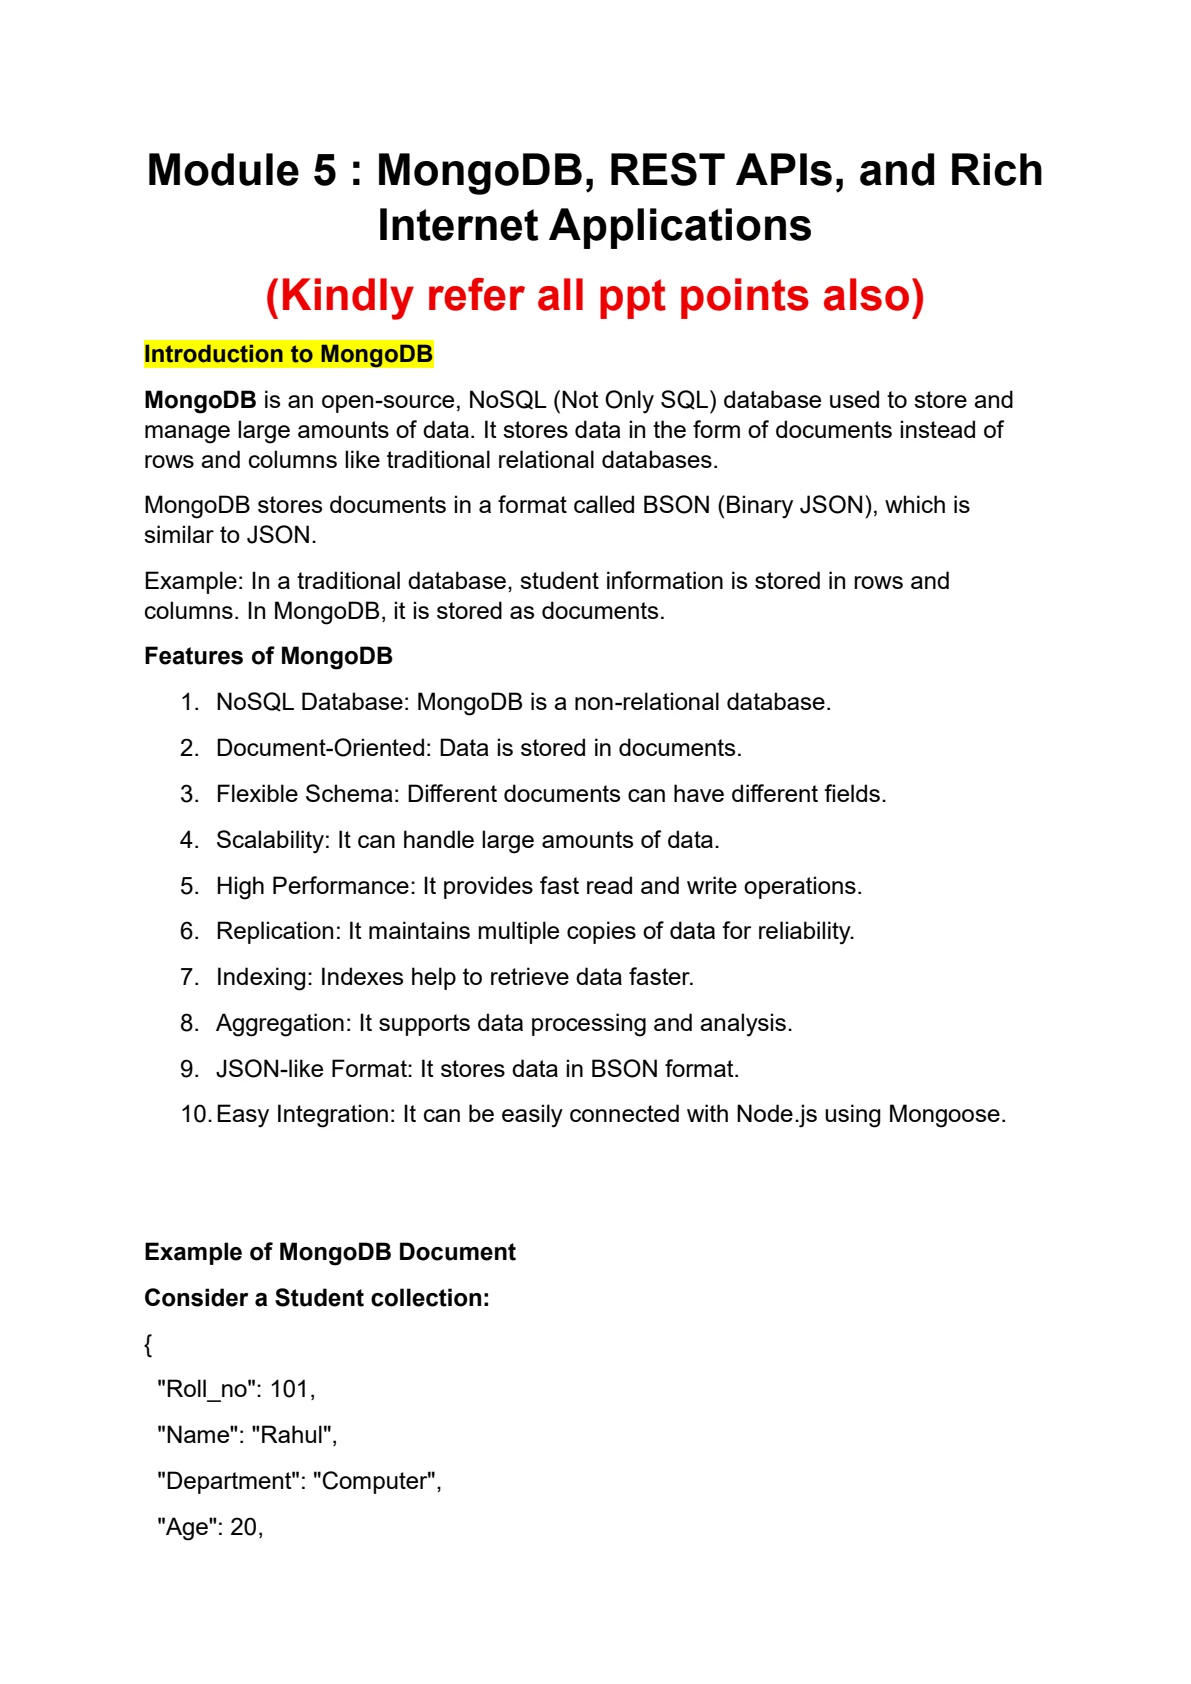 Module 5 : MongoDB, REST APIs, and Rich
Internet Applications
(Kindly refer all ppt points also)
Introduction to MongoDB
MongoDB is an open-source, NoSQL (Not Only SQL) database used to store and
manage large amounts of data. It stores data in the form of documents instead of
rows and columns like traditional relational databases.
MongoDB stores documents in a format called BSON (Binary JSON), which is
similar to JSON.
Example: In a traditional database, student information is stored in rows and
columns. In MongoDB, it is stored as documents.
Features of MongoDB
1. NoSQL Database: MongoDB is a non-relational database.
2. Document-Oriented: Data is stored in documents.
3. Flexible Schema: Different documents can have different fields.
4. Scalability: It can handle large amounts of data.
5. High Performance: It provides fast read and write operations.
6. Replication: It maintains multiple copies of data for reliability.
7. Indexing: Indexes help to retrieve data faster.
8. Aggregation: It supports data processing and analysis.
9. JSON-like Format: It stores data in BSON format.
10. Easy Integration: It can be easily connected with Node.js using Mongoose.
Example of MongoDB Document
Consider a Student collection:
{
"Roll_no": 101,
"Name": "Rahul",
"Department": "Computer",
"Age": 20,